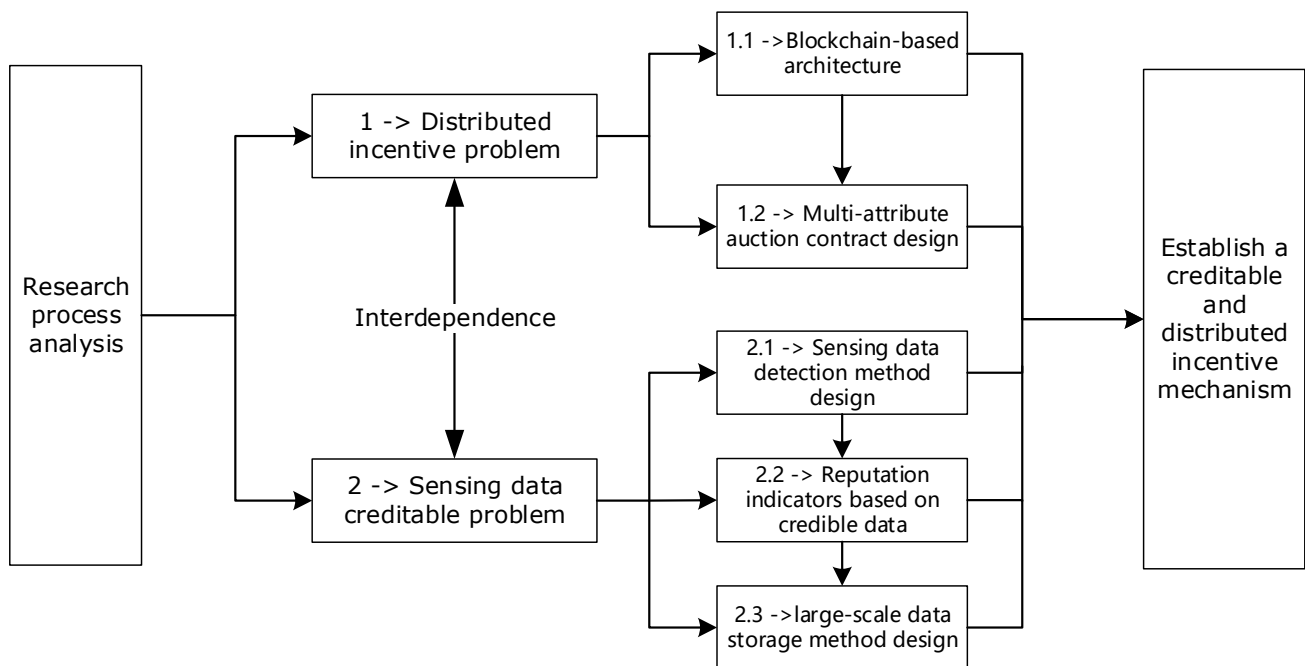 Research
process
analysis
1 -> Distributed
incentive problem
Interdependence
2 -> Sensing data
creditable problem
1.1 ->Blockchain-based
architecture
1.2 -> Multi-attribute
auction contract design
2.1 -> Sensing data
detection method
design
2.2 -> Reputation
indicators based on
credible data
2.3 ->large-scale data
storage method design
Establish a
creditable
and
distributed
incentive
mechanism